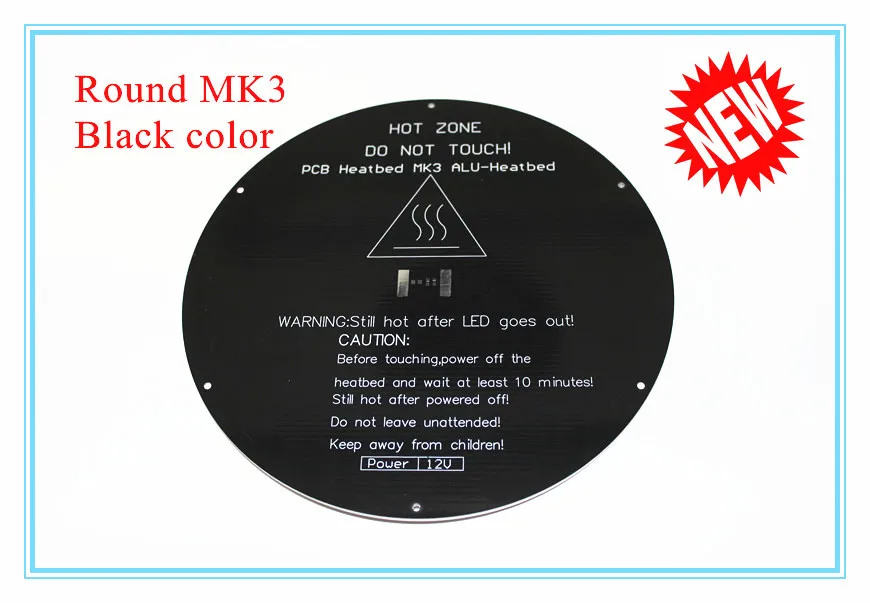 Round MK3
Black color
NEW
HOT ZONE
DO NOT TOUCH!
PCB Heatbed MK3 ALU-Heatbed
WARNING:Still hot after LED goes out!
CAUTION:
Before touching,power off the
heatbed and wait at least 10 minutes!
Still hot after powered off!
Do not leave unattended!
Keep away from children!
Power 12V